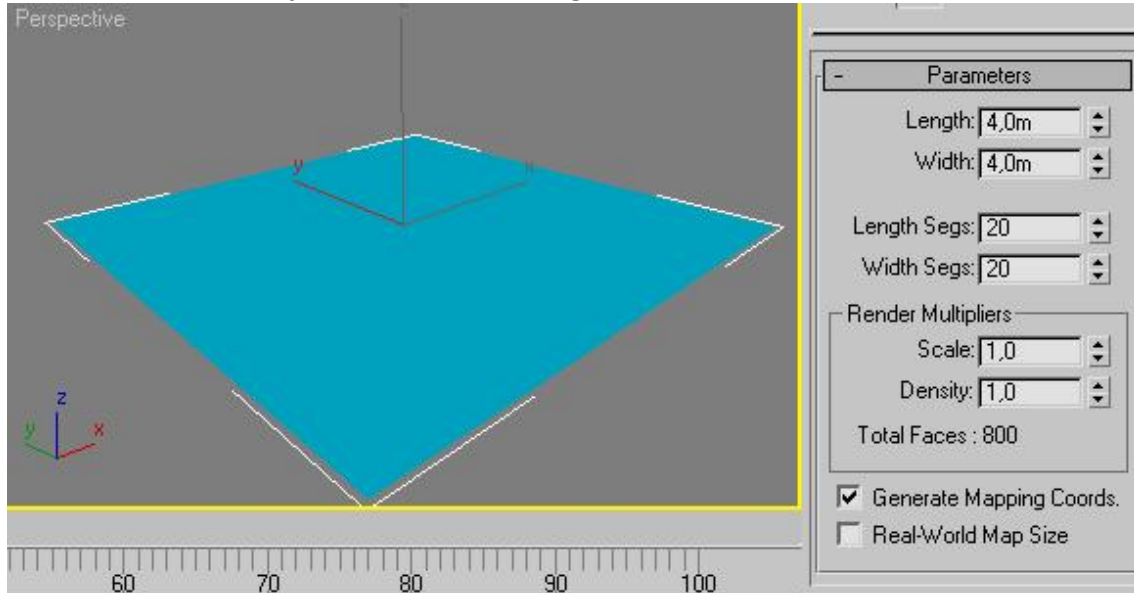 Perspective
y
x
z
y
x
60 70 80 90 100
- Parameters
Length: 4,0m
Width: 4,0m
Length Segs: 20
Width Segs: 20
Render Multipliers
Scale: 1,0
Density: 1,0
Total Faces : 800
Generate Mapping Coords.
Real-World Map Size